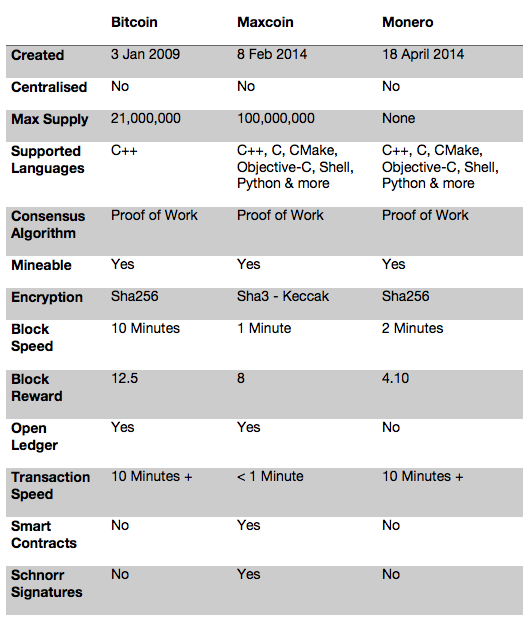 Bitcoin Maxcoin Monero
Created 3 Jan 2009 8 Feb 2014 18 April 2014
Centralised No No No
Max Supply 21,000,000 100,000,000 None
Supported C++ C++, C, CMake, C++, C, CMake,
Languages Objective-C, Shell, Objective-C, Shell,
Python & more Python & more
Consensus Proof of Work Proof of Work Proof of Work
Algorithm
Mineable Yes Yes Yes
Encryption Sha256 Sha3 - Keccak Sha256
Block 10 Minutes 1 Minute 2 Minutes
Speed
Block 12.5 8 4.10
Reward
Open Yes Yes No
Ledger
Transaction 10 Minutes + < 1 Minute 10 Minutes +
Speed
Smart No Yes No
Contracts
Schnorr No Yes No
Signatures